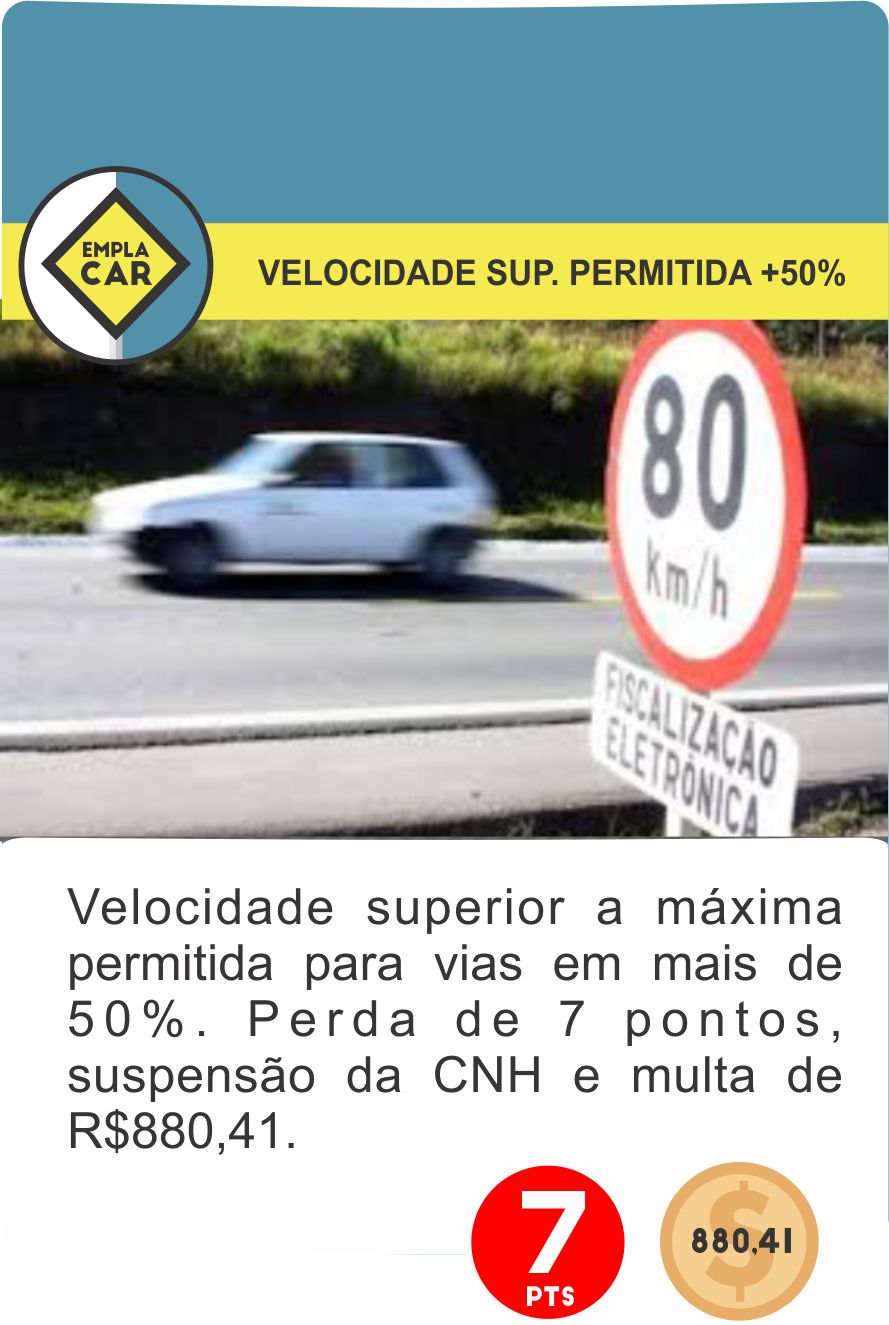 EMPLA
CAR
VELOCIDADE SUP. PERMITIDA +50%
80
km/h
FISCALIZAÇÃO
ELETRÔNICA
Velocidade superior a máxima
permitida para vias em mais de
50%. Perda de 7 pontos,
suspensão da CNH e multa de
R$880,41.
7
PTS
$
880,41